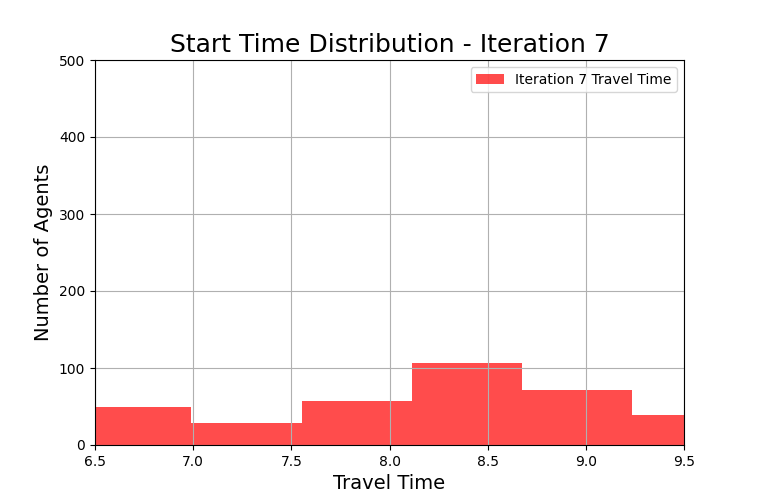 Start Time Distribution - Iteration 7
Iteration 7 Travel Time
Number of Agents
500
400
300
200
100
0
6.5 7.0 7.5 8.0 8.5 9.0 9.5
Travel Time